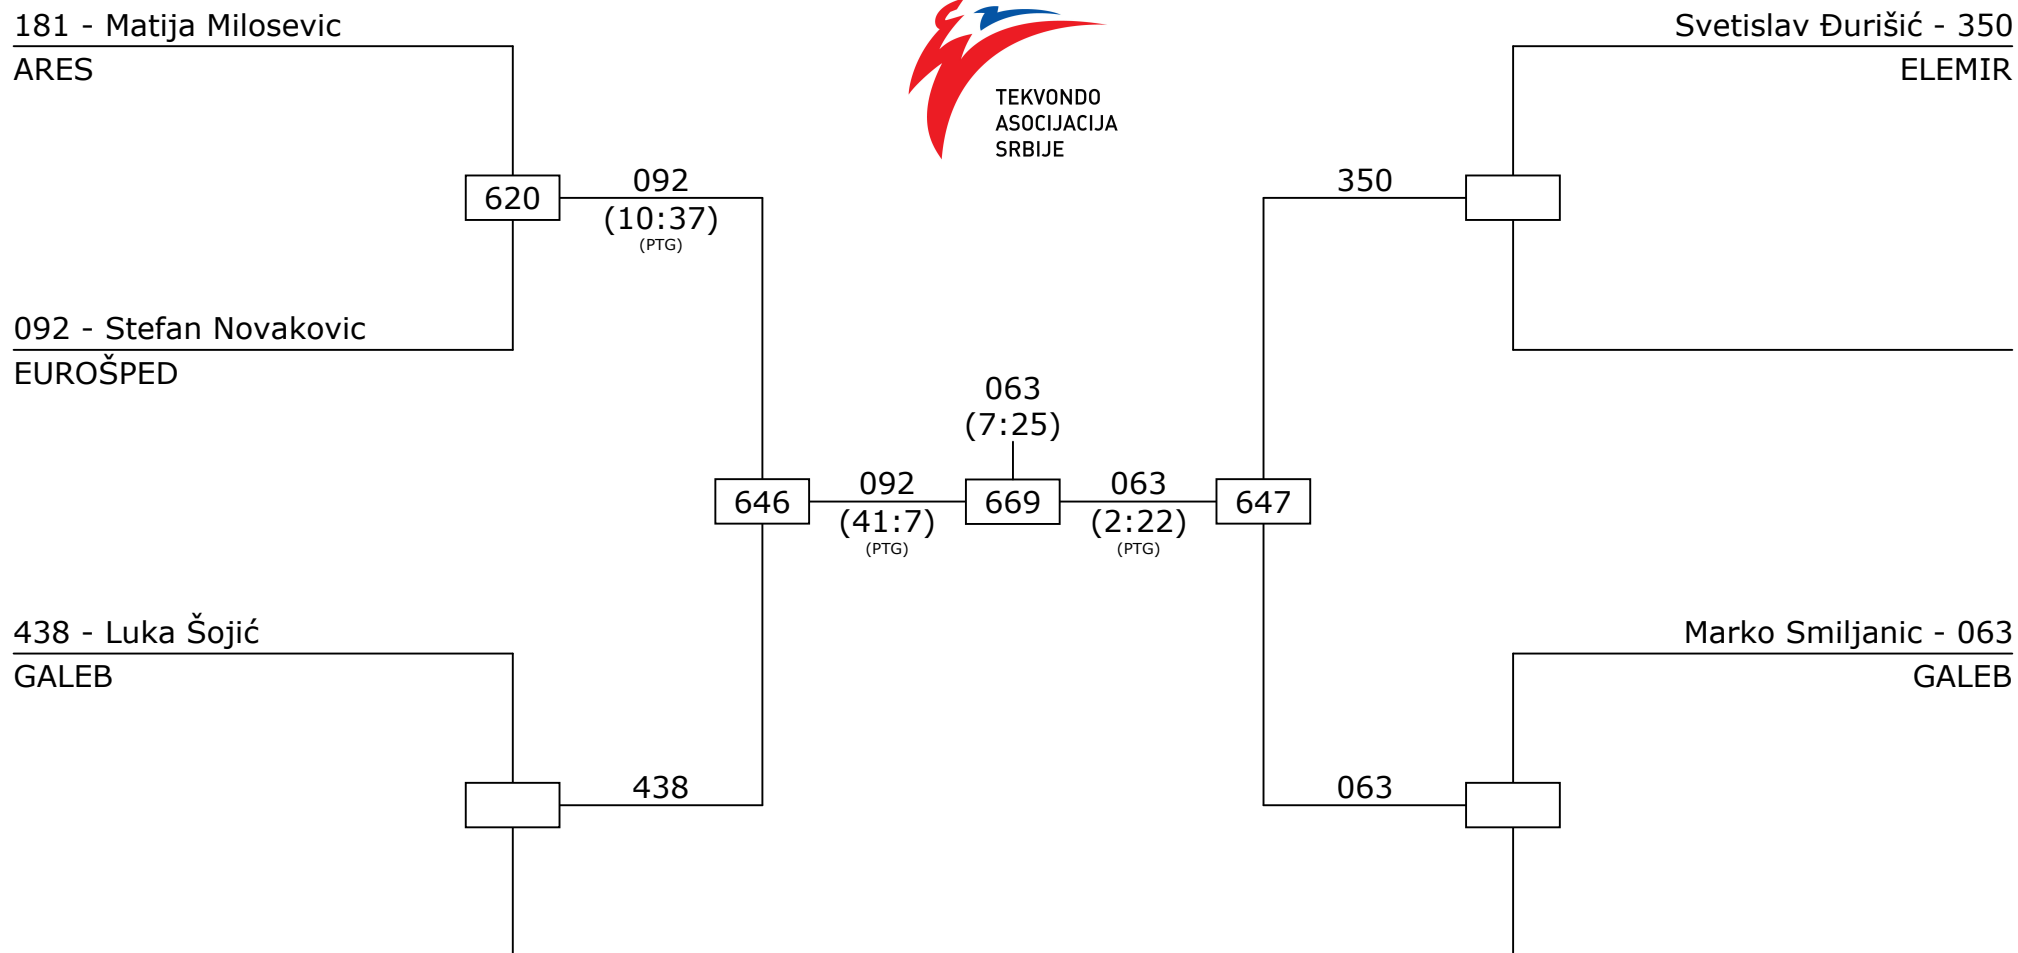 181 - Matija Milosevic
ARES
TEKVONDO
ASOCIJACIJA
SRBIJE
Svetislav Đurišić - 350
ELEMIR
620
092
(10:37)
(PTG)
350
092 - Stefan Novakovic
EUROŠPED
063
(7:25)
646
092
(41:7)
(PTG)
669
063
(2:22)
(PTG)
647
438 - Luka Šojić
GALEB
Marko Smiljanic - 063
GALEB
438
063